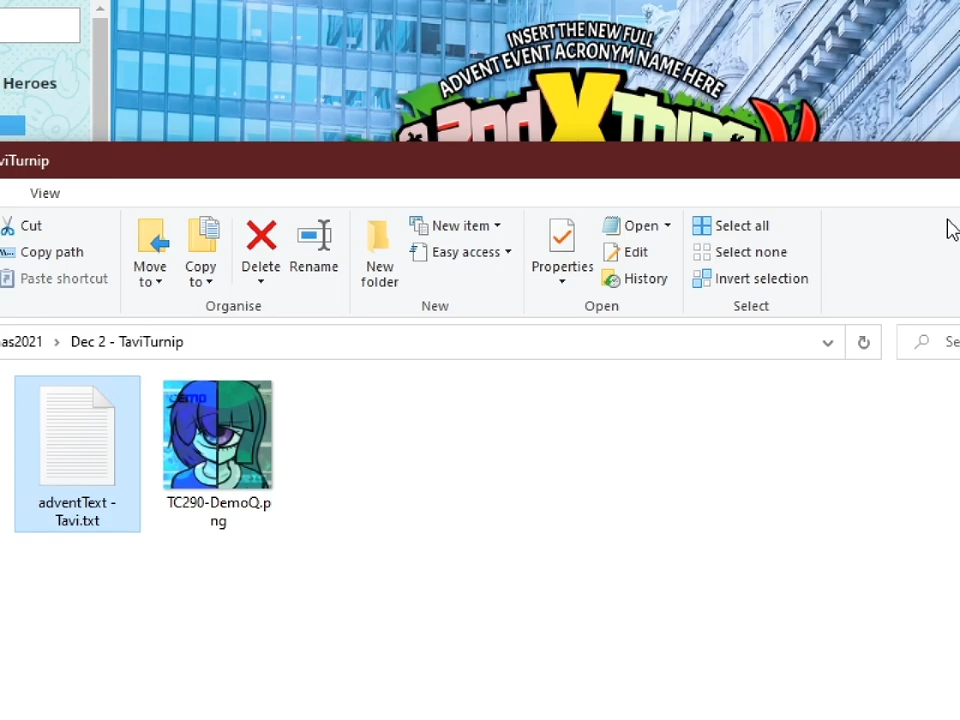 INSERT THE NEW FULL
ADVENT EVENT ACRONYM NAME HERE
Heroes
viTurnip
View
Cut
Copy path
Paste shortcut
Move to
Copy to
Delete
Rename
New folder
New item
Easy access
Properties
Open
Edit
History
Select all
Select none
Invert selection
Organise
New
Open
Select
as2021 > Dec 2 - TaviTurnip
Se
adventText -
Tavi.txt
TC290-DemoQ.p
ng